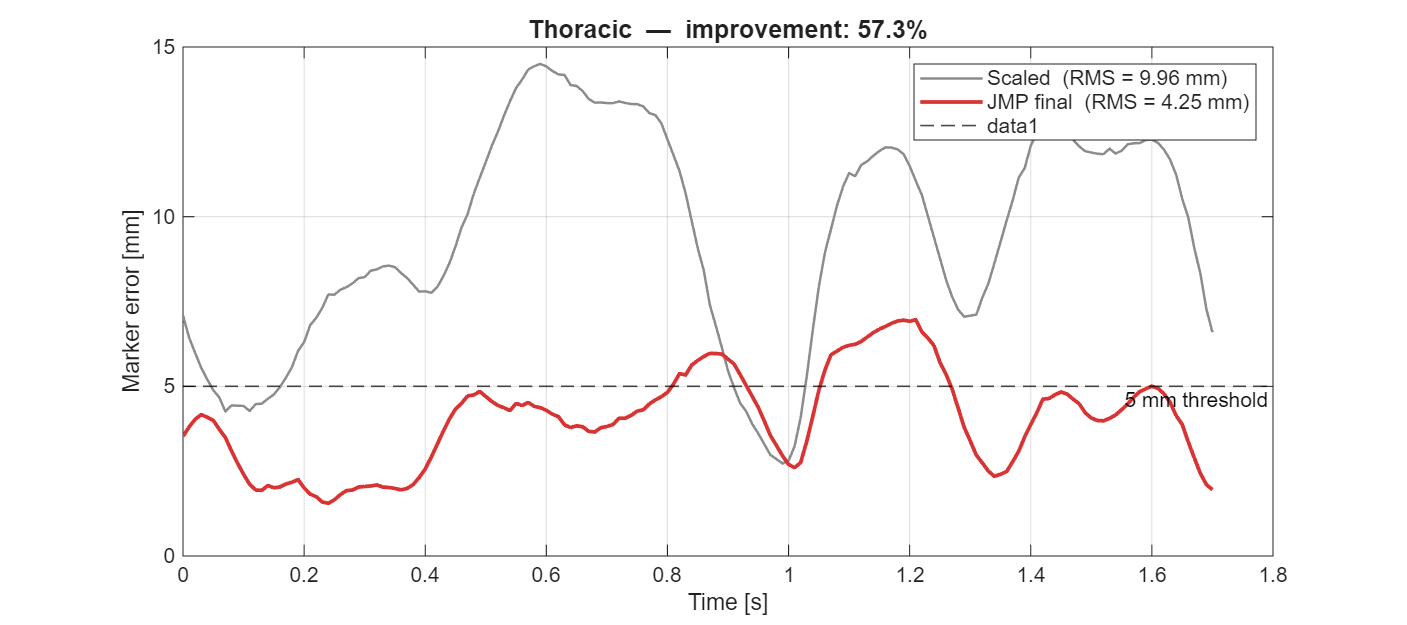 Thoracic — improvement: 57.3%
15
10
5
0
Marker error [mm]
Scaled (RMS = 9.96 mm)
JMP final (RMS = 4.25 mm)
data1
5 mm threshold
0 0.2 0.4 0.6 0.8 1 1.2 1.4 1.6 1.8
Time [s]